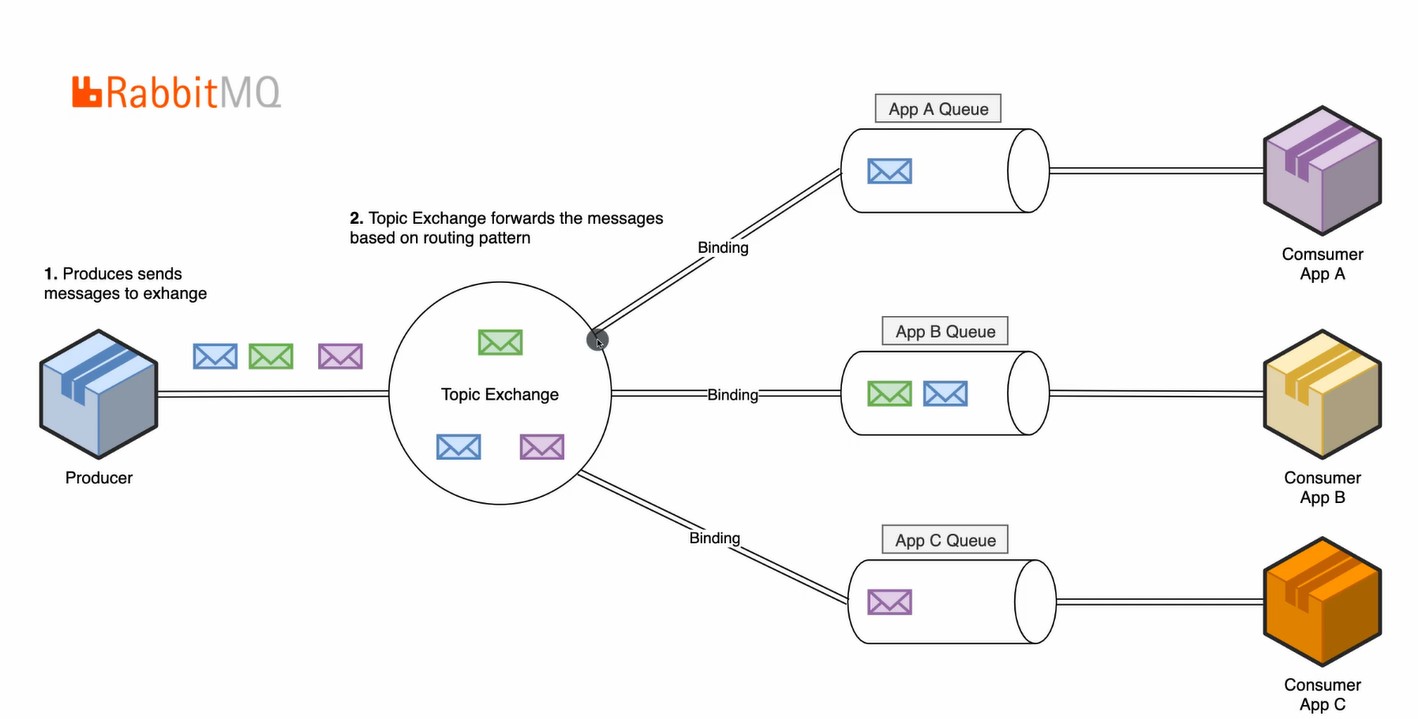 RabbitMQ
App A Queue
2. Topic Exchange forwards the messages
based on routing pattern
Binding
Comsumer
App A
1. Produces sends
messages to exhange
App B Queue
Topic Exchange
Binding
Producer
Consumer
App B
Binding
App C Queue
Consumer
App C